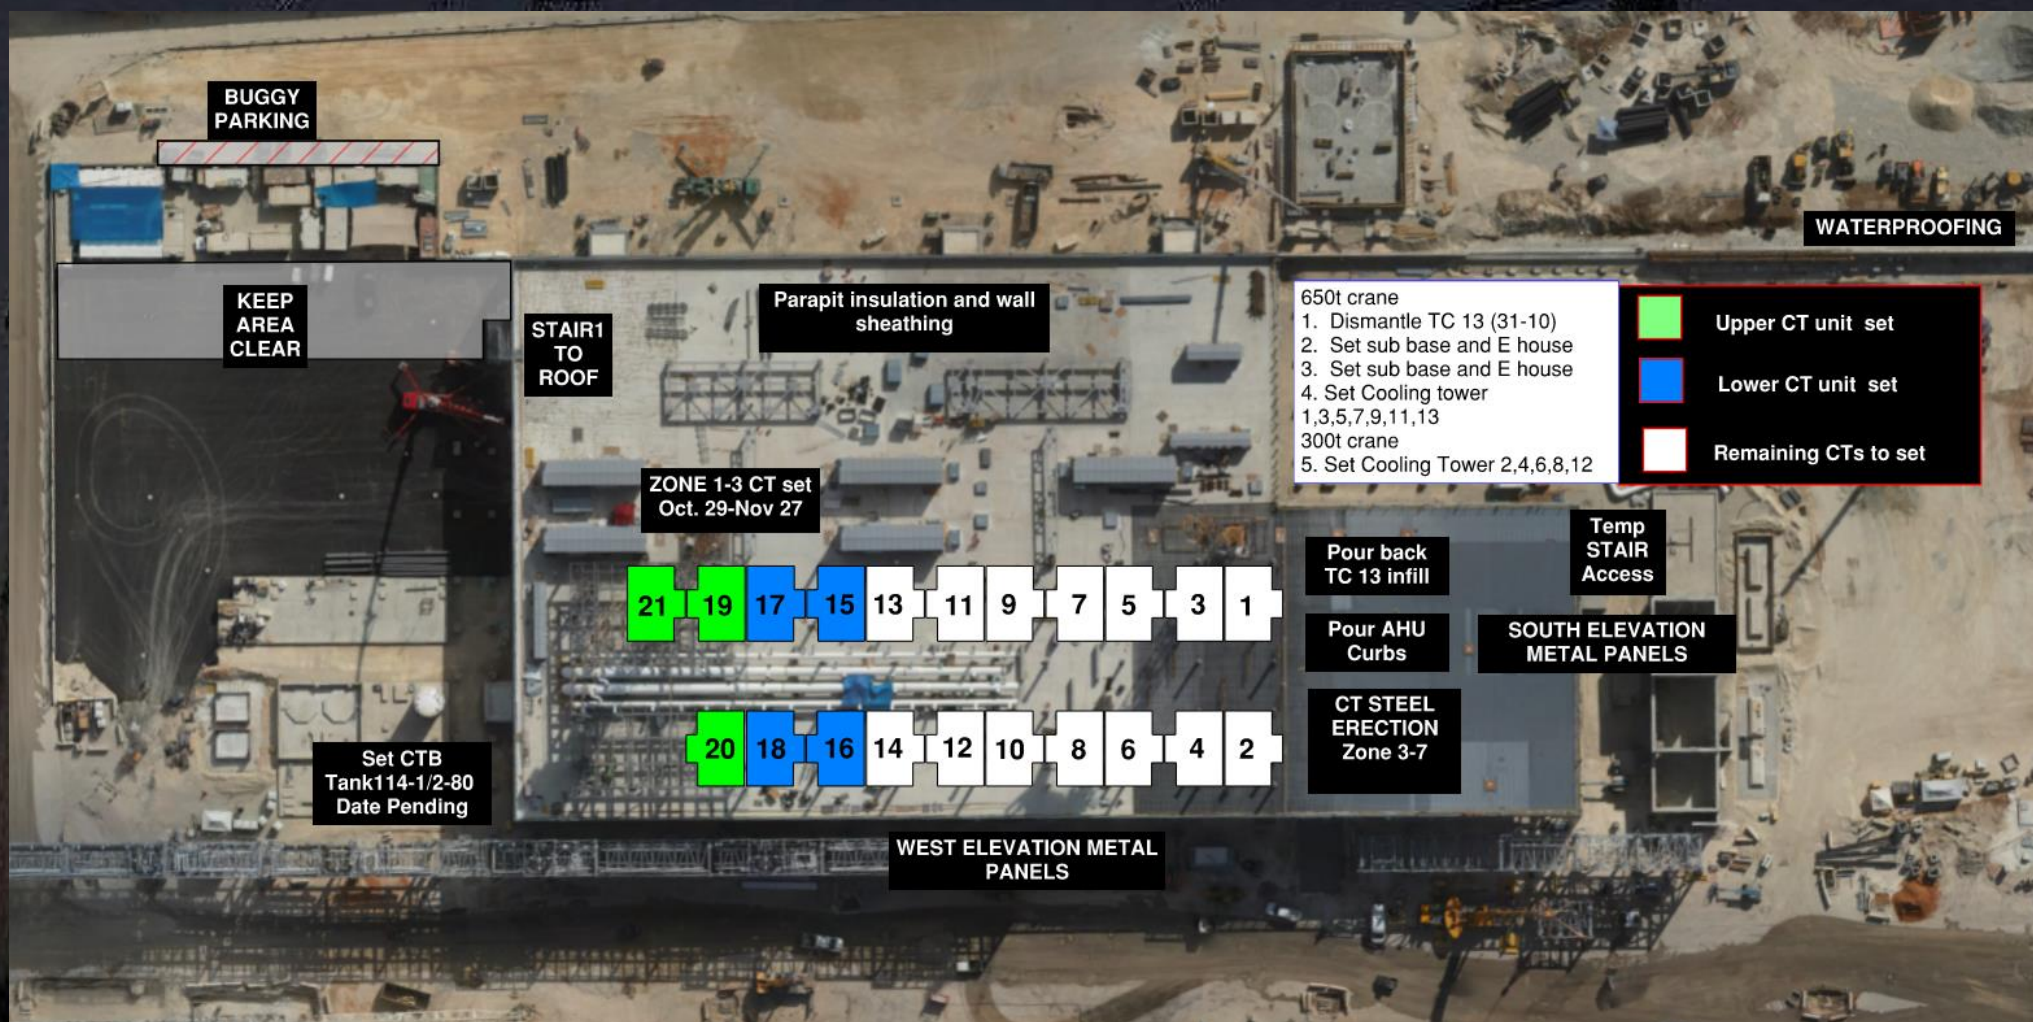 BUGGY
PARKING
WATERPROOFING
KEEP
AREA
CLEAR
STAIR1
TO
ROOF
Parapit insulation and wall
sheathing
650t crane
1. Dismantle TC 13 (31-10)
2. Set sub base and E house
3. Set sub base and E house
4. Set Cooling tower
1,3,5,7,9,11,13
300t crane
5. Set Cooling Tower 2,4,6,8,12
Upper CT unit set
Lower CT unit set
Remaining CTs to set
ZONE 1-3 CT set
Oct. 29-Nov 27
Pour back
TC 13 infill
Temp
STAIR
Access
21 19 17 15 13 11 9 7 5 3 1
Pour AHU
Curbs
SOUTH ELEVATION
METAL PANELS
CT STEEL
ERECTION
Zone 3-7
20 18 16 14 12 10 8 6 4 2
Set CTB
Tank114-1/2-80
Date Pending
WEST ELEVATION METAL
PANELS